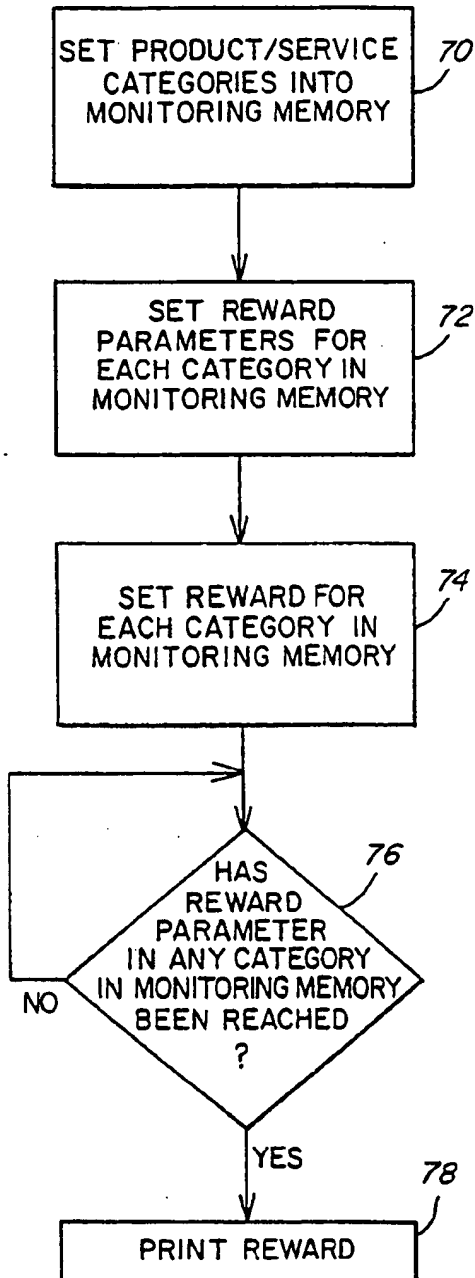 SET PRODUCT/SERVICE
CATEGORIES INTO
MONITORING MEMORY
70
SET REWARD
PARAMETERS FOR
EACH CATEGORY IN
MONITORING MEMORY
72
SET REWARD FOR
EACH CATEGORY IN
MONITORING MEMORY
74
HAS
REWARD
PARAMETER
IN ANY CATEGORY
IN MONITORING MEMORY
BEEN REACHED
?
76
NO
YES
PRINT REWARD
78